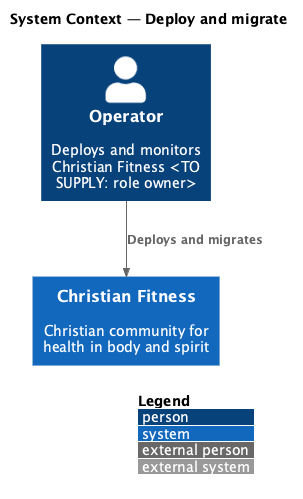 System Context — Deploy and migrate
Operator
Deploys and monitors
Christian Fitness <TO
SUPPLY: role owner>
Deploys and migrates
Christian Fitness
Christian community for
health in body and spirit
Legend
person
system
external person
external system